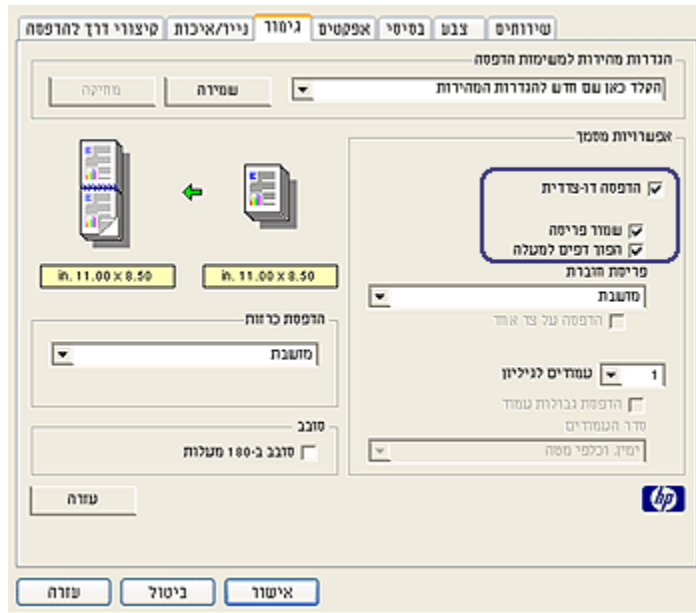 שירותים צבע בסיסי אפקטים גימור נייר/איכות קיצורי דרך להדפסה
הגדרות מהירות למשימות הדפסה
הקלד כאן שם חדש להגדרות המהירות שמירה מחיקה
אפשרויות מסמך
הדפסה דו-צדדית
שמור פריסה
הפוך דפים למעלה
פריסת חוברת
מושבת
הדפסה על צד אחד
1 עמודים לגיליון
הדפסת גבולות עמוד
סדר העמודים
ימין, וכלפי מטה
in. 11.00 x 8.50 in. 11.00 x 8.50
הדפסת כרזות
מושבת
סובב
סובב ב-180 מעלות
hp
עזרה
אישור ביטול עזרה